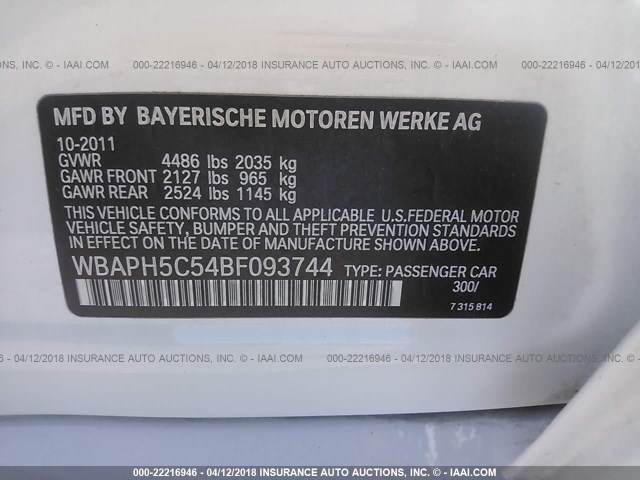 AUCTIONS, INC. - IAAI.COM 000-22216946 - 04/12/2018 INSURANCE AUTO AUCTIONS, INC. - IAAI.COM 000-22216946 - 04/12/2018
MFD BY BAYERISCHE MOTOREN WERKE AG
10-2011
GVWR 4486 lbs 2035 kg
GAWR FRONT 2127 lbs 965 kg
GAWR REAR 2524 lbs 1145 kg
THIS VEHICLE CONFORMS TO ALL APPLICABLE U.S.FEDERAL MOTOR
VEHICLE SAFETY, BUMPER AND THEFT PREVENTION STANDARDS
IN EFFECT ON THE DATE OF MANUFACTURE SHOWN ABOVE.
WBAPH5C54BF093744 TYPE: PASSENGER CAR
300/
7 315 814
000-22216946 - 04/12/2018 INSURANCE AUTO AUCTIONS, INC. - IAAI.COM 000-22216946 - 04/12/2018 INSURANCE AUTO AUCTIONS,
000-22216946 - 04/12/2018 INSURANCE AUTO AUCTIONS, INC. - IAAI.COM